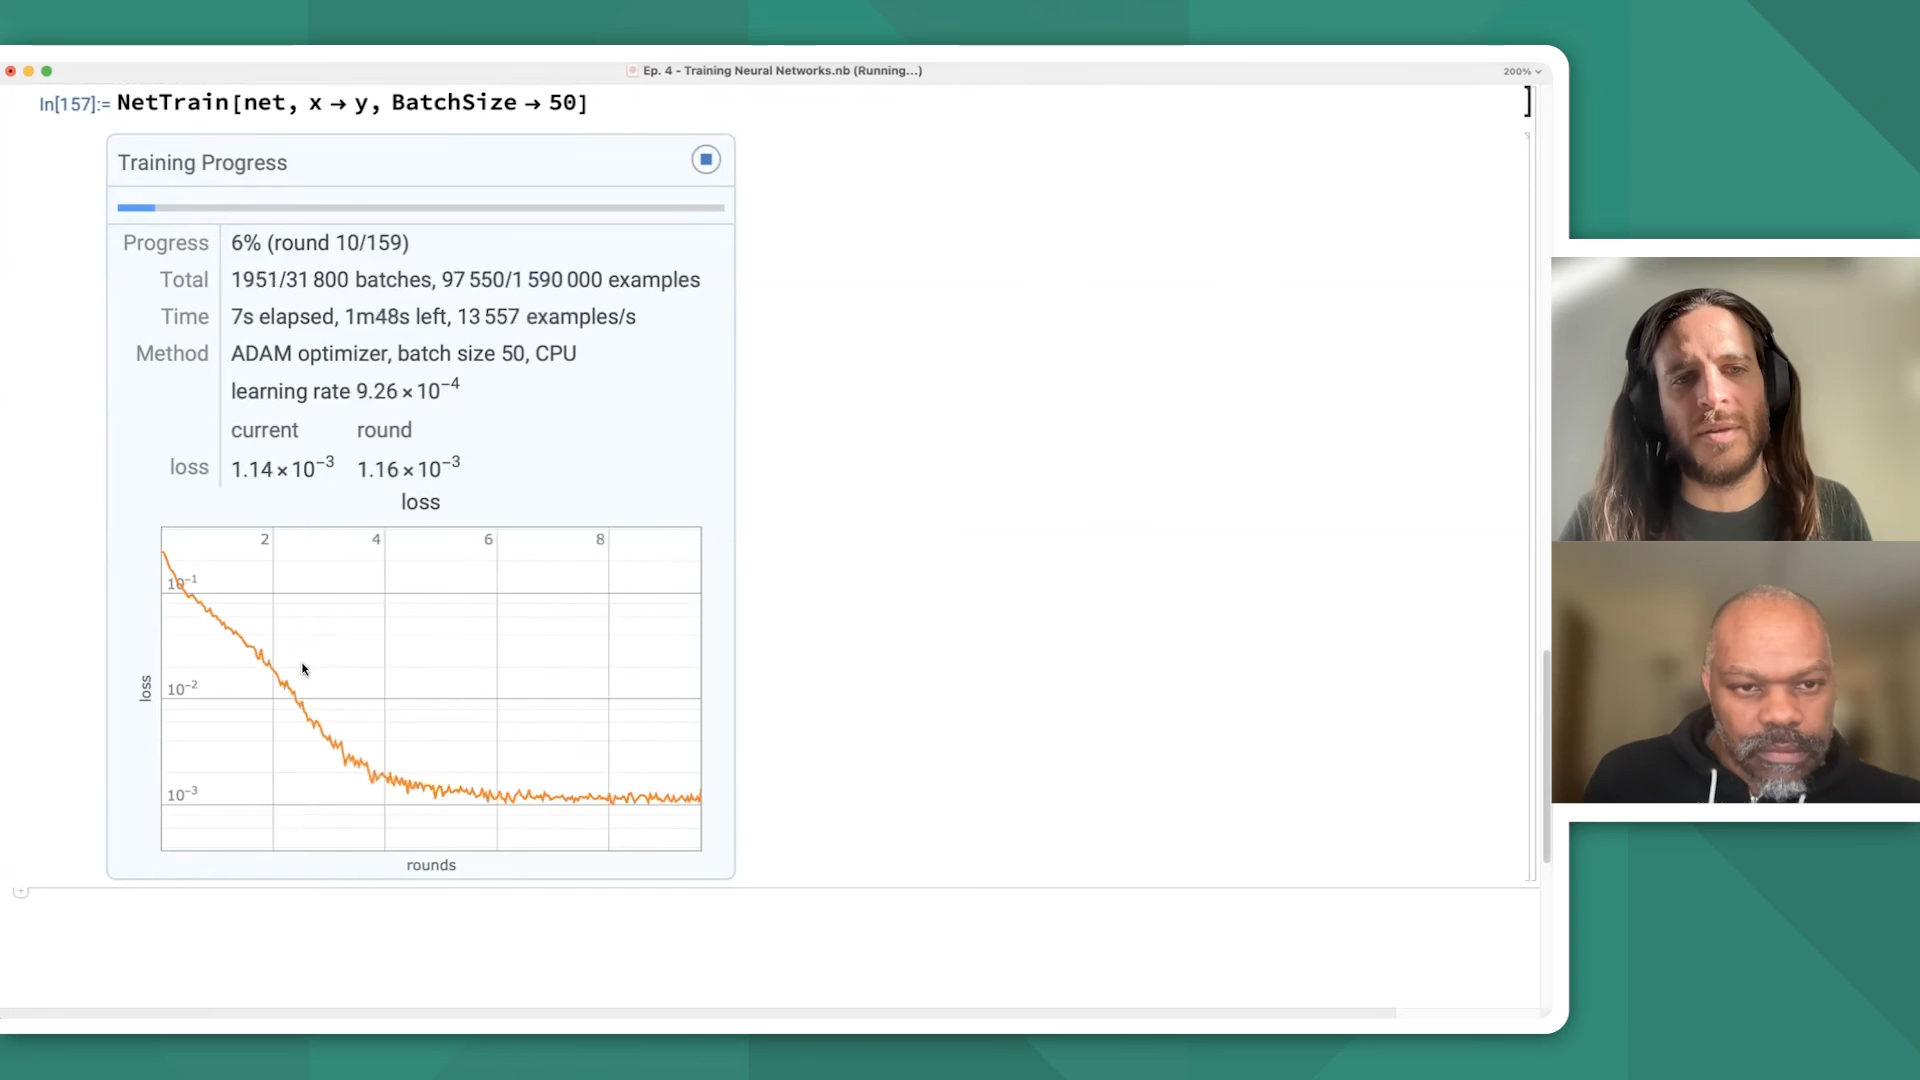 Ep. 4 - Training Neural Networks.nb (Running...)
200%
In[157]:= NetTrain[net, x → y, BatchSize → 50]
Training Progress
Progress 6% (round 10/159)
Total 1951/31 800 batches, 97 550/1 590 000 examples
Time 7s elapsed, 1m48s left, 13 557 examples/s
Method ADAM optimizer, batch size 50, CPU
learning rate 9.26 × 10⁻⁴
current round
loss 1.14 × 10⁻³ 1.16 × 10⁻³
loss
2 4 6 8
10⁻¹
10⁻²
10⁻³
loss
rounds